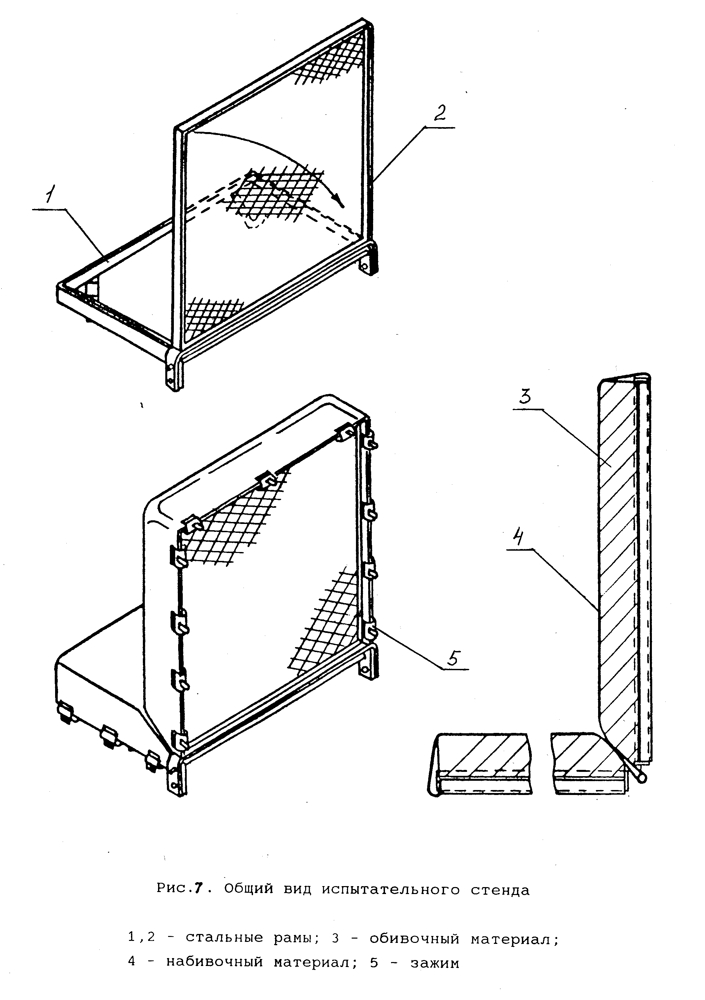 2
1
3
4
5
Рис.7. Общий вид испытательного стенда
1,2 - стальные рамы; 3 - обивочный материал;
4 - набивочный материал; 5 - зажим